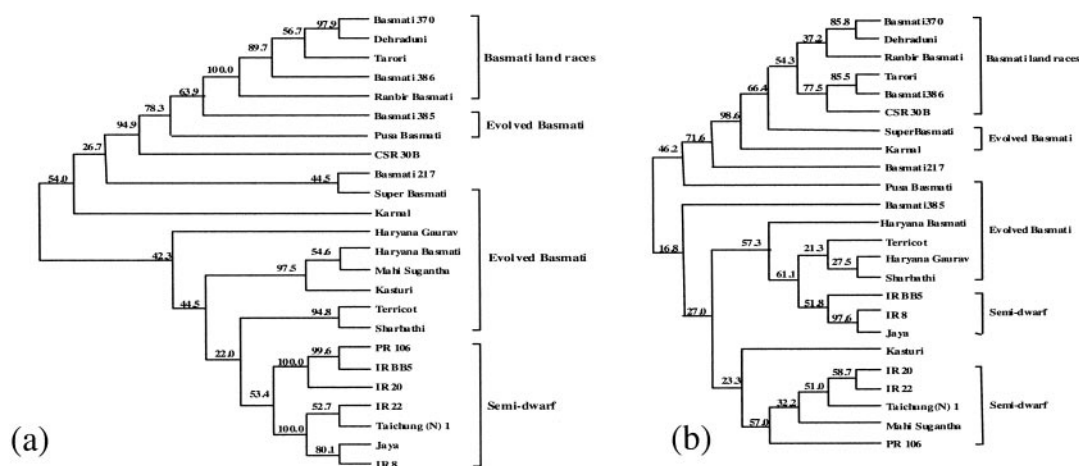 97.9
Basmati 370
56.7
Dehraduni
89.7
Tarori
Basmati land races
100.0
Basmati 386
63.9
Ranbir Basmati
78.3
Basmati 385
Evolved Basmati
94.9
Pusa Basmati
26.7
CSR 30B
54.0
Basmati 217
44.5
Super Basmati
Karnal
42.3
Haryana Gaurav
54.6
Haryana Basmati
Evolved Basmati
97.5
Mahi Sugantha
44.5
Kasturi
94.8
Terricot
22.0
Sharbathi
99.6
PR 106
100.0
IR BB5
53.4
IR 20
Semi-dwarf
52.7
IR 22
100.0
Taichung (N) 1
80.1
Jaya
IR 8
(a)
85.8
Basmati370
37.2
Dehraduni
54.3
Ranbir Basmati
Basmati land races
85.5
Tarori
66.4
77.5
Basmati386
98.6
CSR 30B
71.6
SuperBasmati
Evolved Basmati
46.2
Karnal
Basmati217
Pusa Basmati
16.8
Basmati385
Evolved Basmati
57.3
Haryana Basmati
21.3
Terricot
61.1
27.5
Haryana Gaurav
Sharbathi
27.0
51.8
IR BB5
97.6
IR 8
Semi-dwarf
Jaya
23.3
Kasturi
58.7
IR 20
51.0
IR 22
32.2
Taichung(N) 1
Semi-dwarf
57.0
Mahi Sugantha
PR 106
(b)